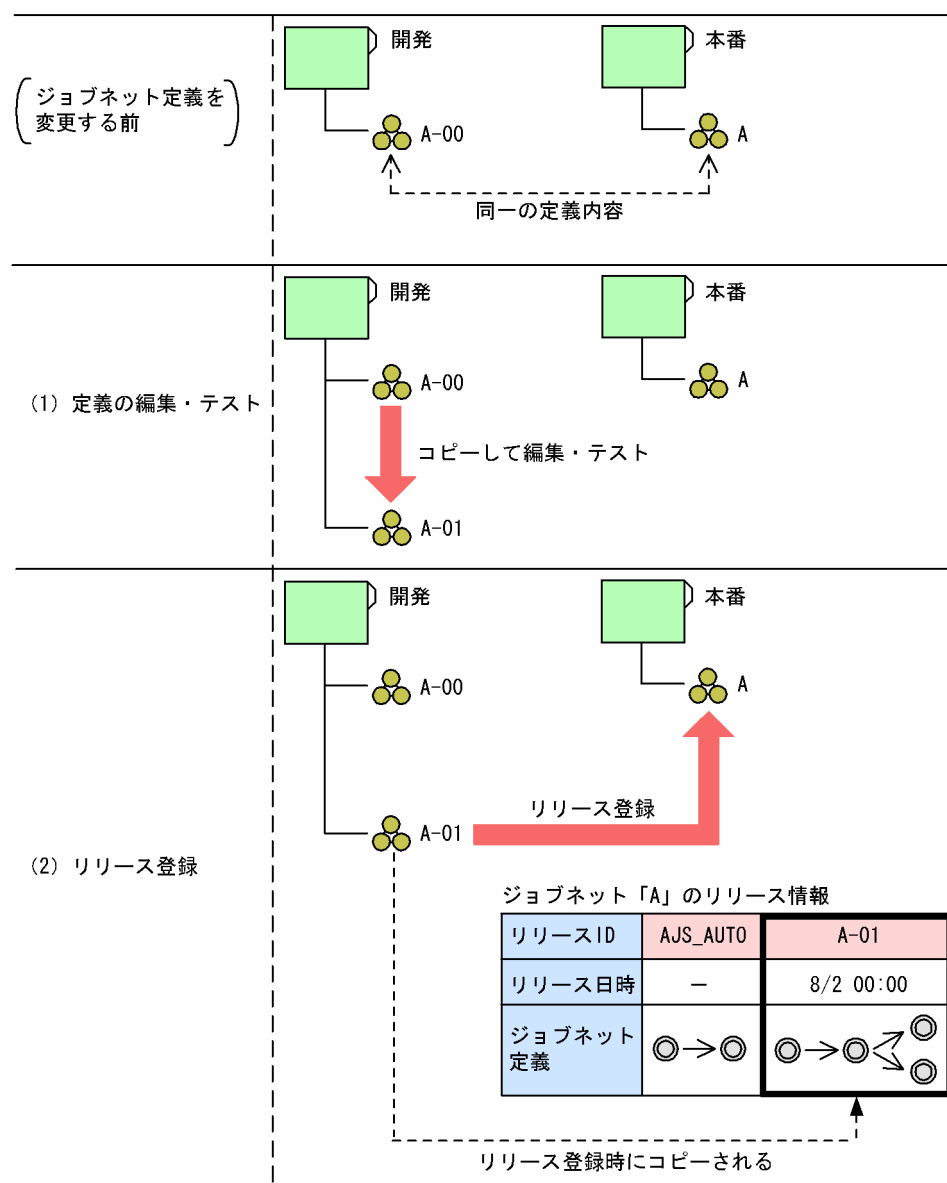 開発
本番
ジョブネット定義を
変更する前
A-00
A
同一の定義内容
開発
本番
A-00
A
(1) 定義の編集・テスト
コピーして編集・テスト
A-01
開発
本番
A-00
A
リリース登録
A-01
(2) リリース登録
ジョブネット「A」のリリース情報
リリースID AJS_AUTO A-01
リリース日時 － 8/2 00:00
ジョブネット
定義
リリース登録時にコピーされる